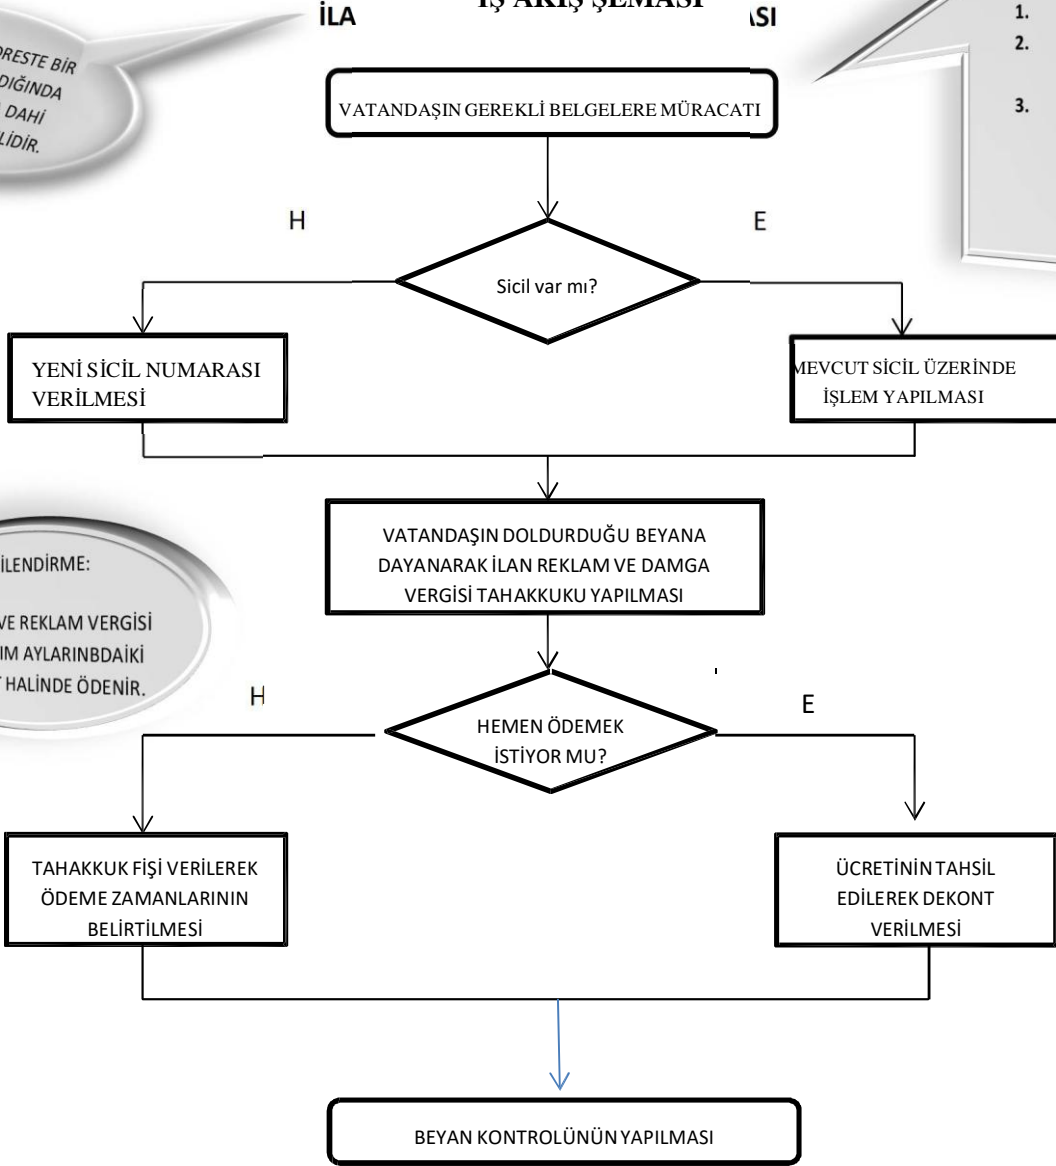 İŞ AKIŞ ŞEMASI
İLA
ASI
1.
2.
3.
BİR
DAHİ
VATANDAŞIN GEREKLİ BELGELERE MÜRACATI
H
E
Sicil var mı?
YENİ SİCİL NUMARASI
VERİLMESİ
MEVCUT SİCİL ÜZERİNDE
İŞLEM YAPILMASI
VATANDAŞIN DOLDURDUĞU BEYANA
DAYANARAK İLAN REKLAM VE DAMGA
VERGİSİ TAHAKKUKU YAPILMASI
İLENDİRME:
VE REKLAM VERGİSİ
IM AYLARINBDAİKİ
HALİNDE ÖDENİR.
H
E
HEMEN ÖDEMEK
İSTİYOR MU?
TAHAKKUK FİŞİ VERİLEREK
ÖDEME ZAMANLARININ
BELİRTİLMESİ
ÜCRETİNİN TAHSİL
EDİLEREK DEKONT
VERİLMESİ
BEYAN KONTROLÜNÜN YAPILMASI